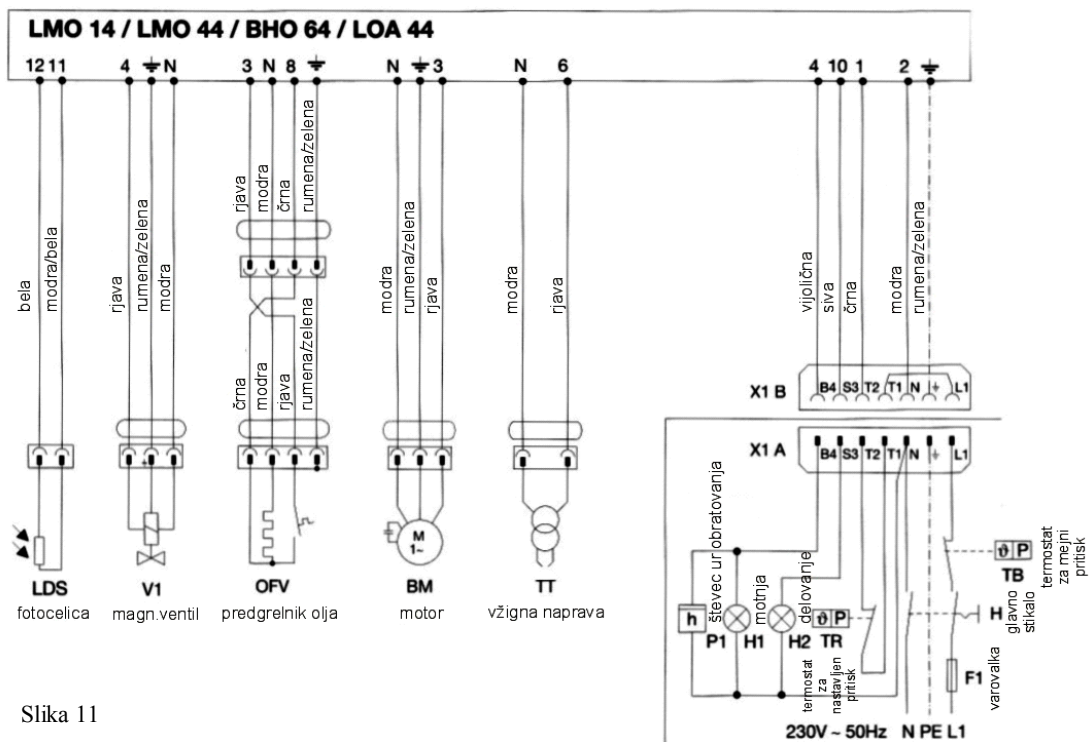 LMO 14 / LMO 44 / BHO 64 / LOA 44
12 11 4 N 3 N 8 N 3 N 6 4 10 1 2
bela
modra/bela
rjava
rumena/zelena
modra
rjava
modra
črna
rumena/zelena
črna
modra
rjava
rumena/zelena
modra
rumena/zelena
rjava
modra
rjava
vijolična
siva
črna
modra
rumena/zelena
X1 B
B4 S3 T2 T1 N L1
X1 A
B4 S3 T2 T1 N L1
M
1~
LDS
fotocelica
V1
magn.ventil
OFV
predgrelnik olja
BM
motor
TT
vžigna naprava
h
P1
števec ur obratovanja
H1
motnja
H2
delovanje
ϑ P
TR
termostat
za
nastavljen
pritisk
ϑ P
TB
termostat
za mejni
pritisk
H
glavno
stikalo
F1
varovalka
230V ~ 50Hz N PE L1
Slika 11